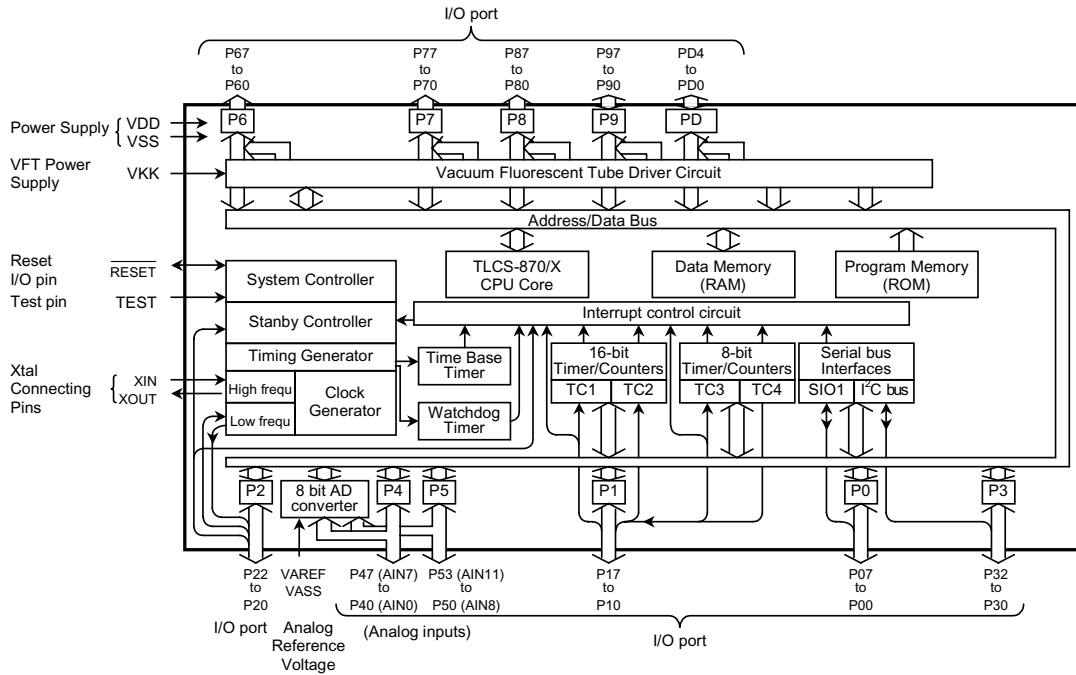 I/O port
P67 P77 P87 P97 PD4
to to to to to
P60 P70 P80 P90 PD0
P6 P7 P8 P9 PD
Power Supply VDD
VSS
VFT Power
Supply VKK
Vacuum Fluorescent Tube Driver Circuit
Address/Data Bus
TLCS-870/X
CPU Core
Data Memory
(RAM)
Program Memory
(ROM)
Reset
I/O pin RESET
Test pin TEST
System Controller
Stanby Controller
Interrupt control circuit
Timing Generator
Time Base
Timer
16-bit
Timer/Counters
TC1 TC2
8-bit
Timer/Counters
TC3 TC4
Serial bus
Interfaces
SIO1 I²C bus
Xtal
Connecting
Pins
XIN
XOUT
High frequ
Low frequ
Clock
Generator
Watchdog
Timer
P2 8 bit AD
converter
P4 P5 P1 P0 P3
P22
to
P20
VAREF
VASS
P47 (AIN7)
to
P40 (AIN0)
P53 (AIN11)
to
P50 (AIN8)
P17
to
P10
P07
to
P00
P32
to
P30
I/O port
Analog
Reference
Voltage
(Analog inputs)
I/O port